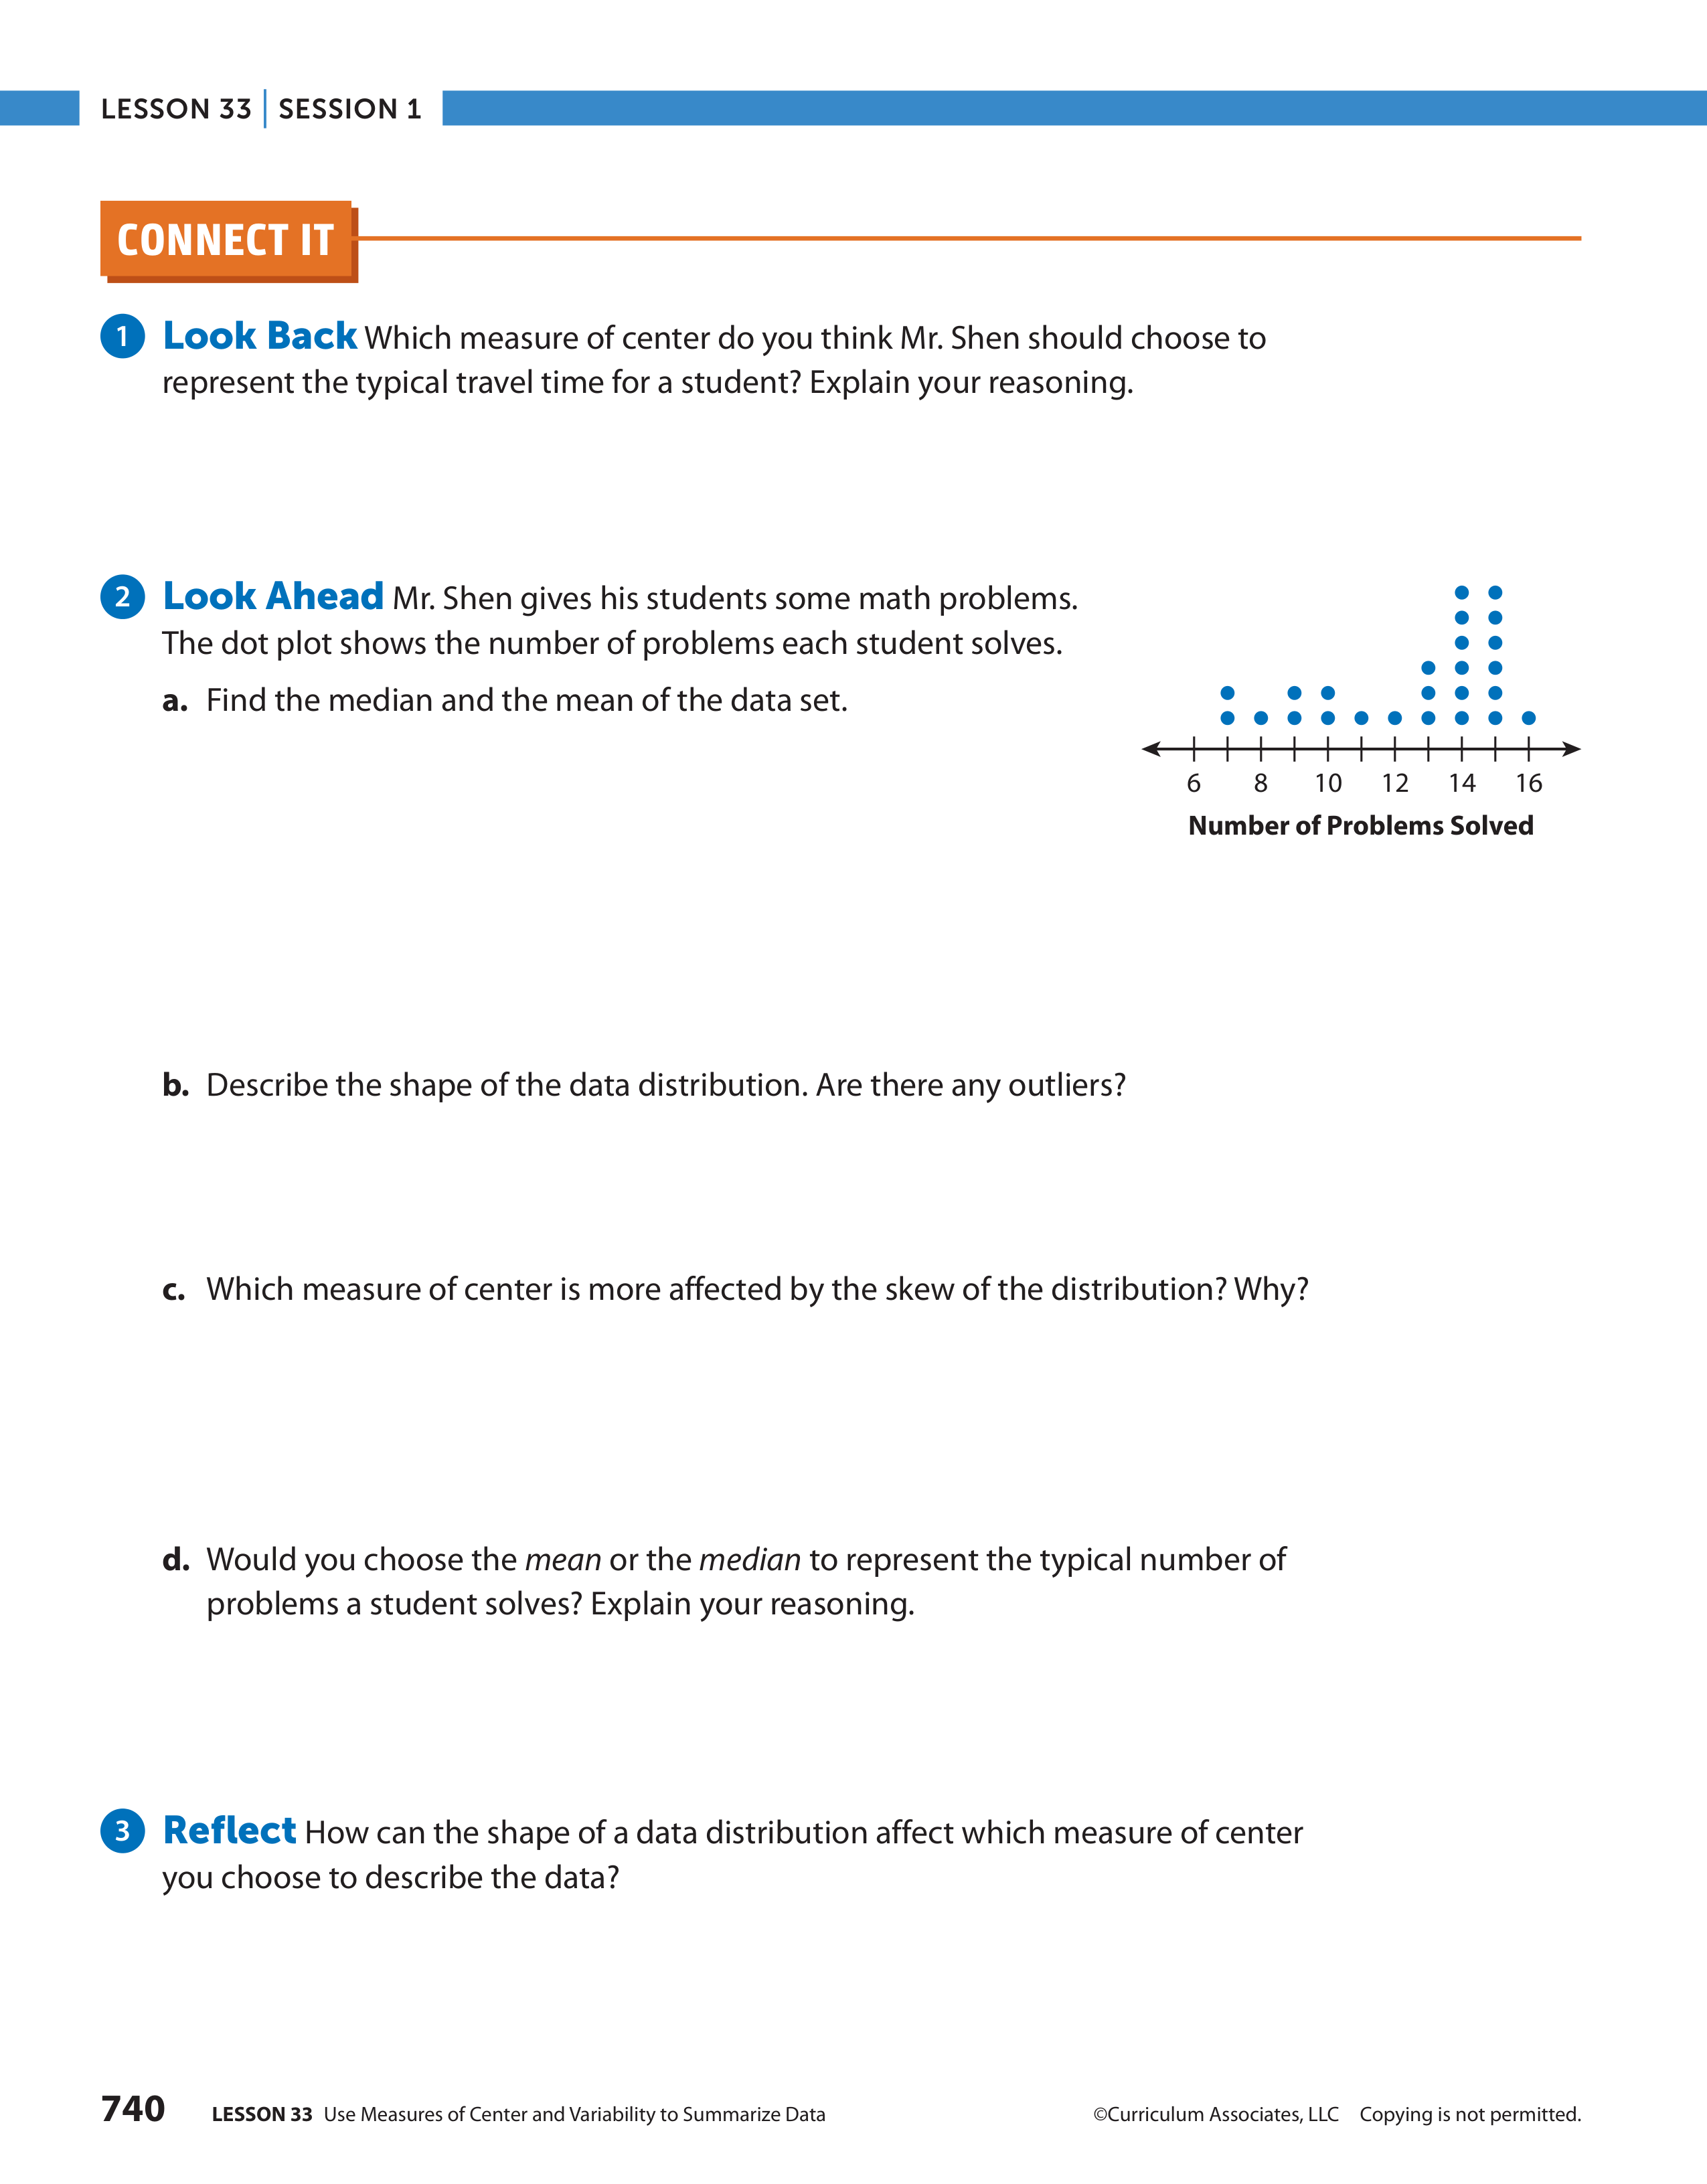 LESSON 33 | SESSION 1
CONNECT IT
1 Look Back Which measure of center do you think Mr. Shen should choose to
represent the typical travel time for a student? Explain your reasoning.
2 Look Ahead Mr. Shen gives his students some math problems.
The dot plot shows the number of problems each student solves.
a. Find the median and the mean of the data set.
6 8 10 12 14 16
Number of Problems Solved
b. Describe the shape of the data distribution. Are there any outliers?
c. Which measure of center is more affected by the skew of the distribution? Why?
d. Would you choose the mean or the median to represent the typical number of
problems a student solves? Explain your reasoning.
3 Reflect How can the shape of a data distribution affect which measure of center
you choose to describe the data?
740 LESSON 33 Use Measures of Center and Variability to Summarize Data ©Curriculum Associates, LLC Copying is not permitted.